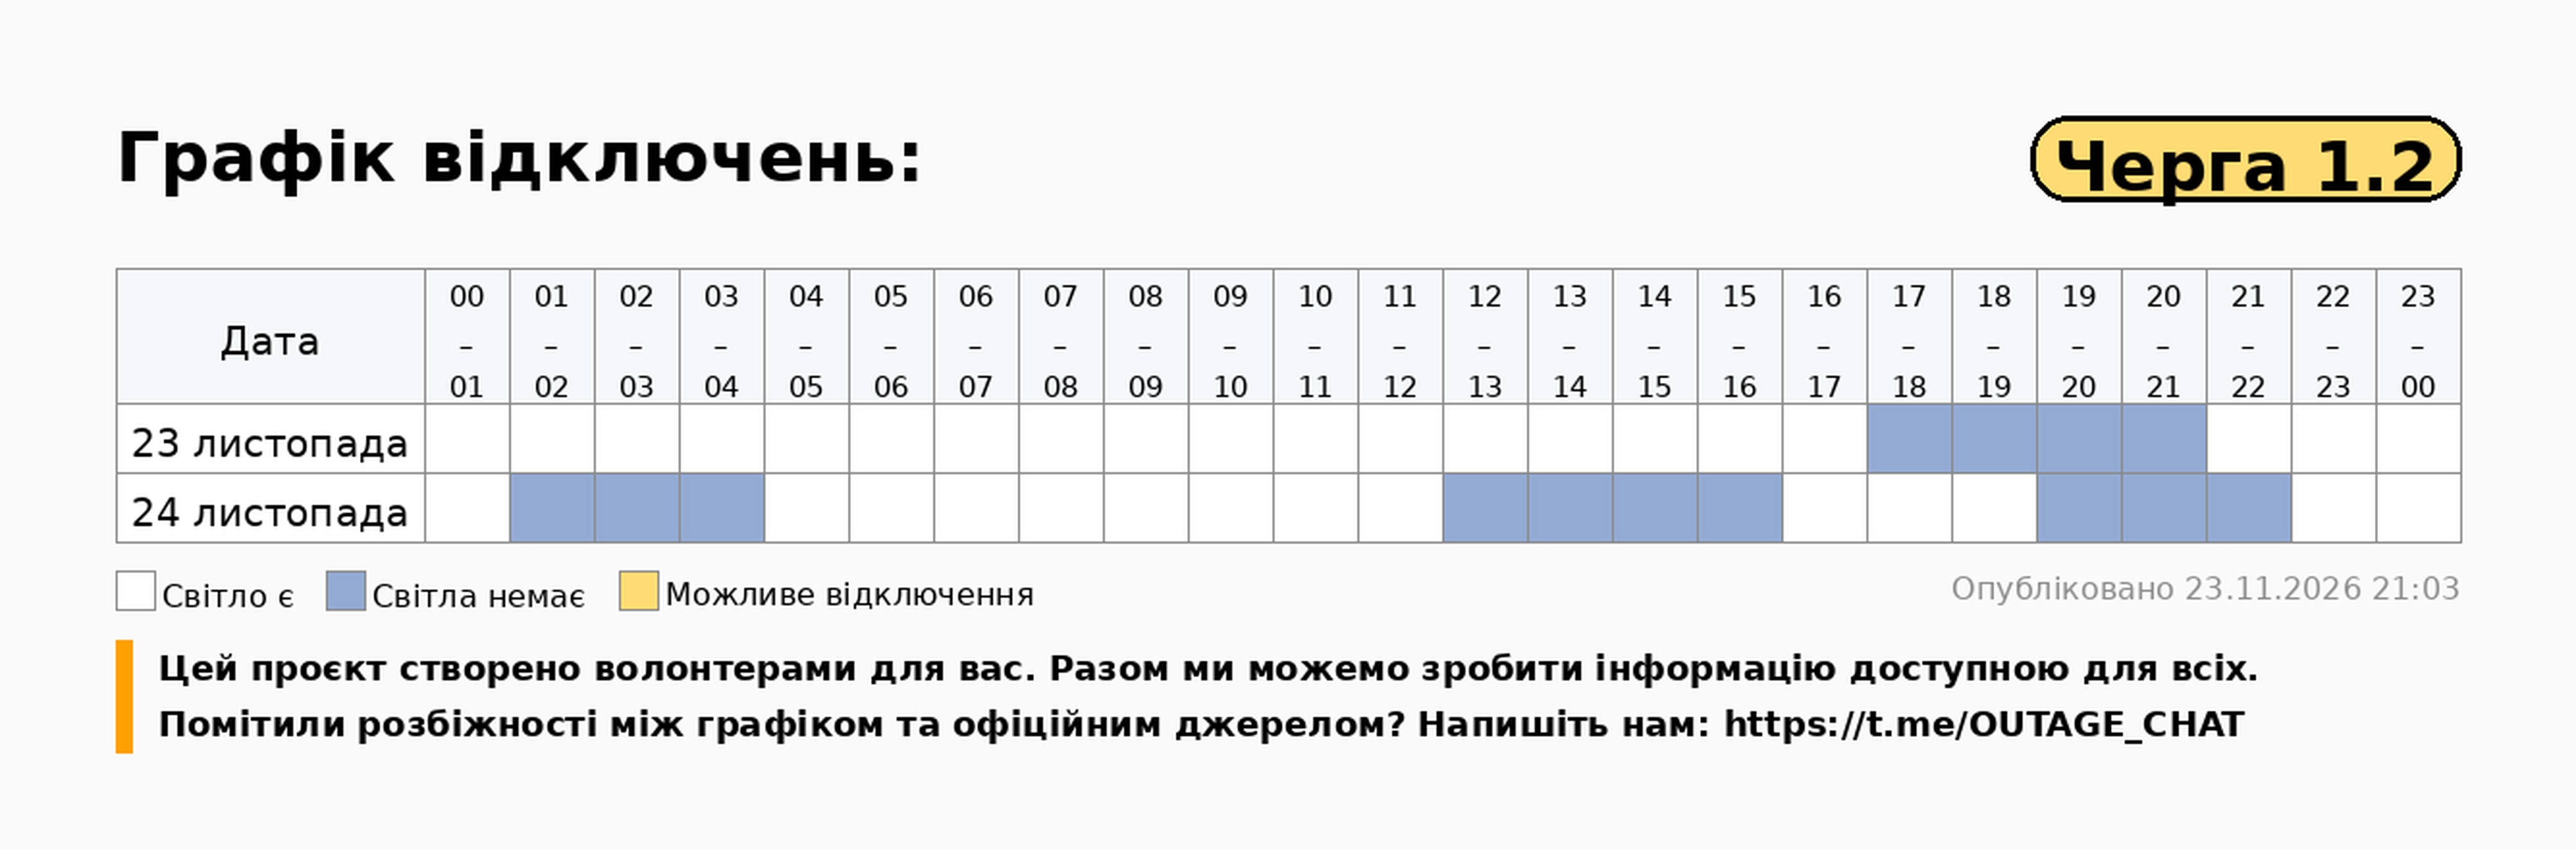 Графік відключень:
Черга 1.2
Дата
00 – 01
01 – 02
02 – 03
03 – 04
04 – 05
05 – 06
06 – 07
07 – 08
08 – 09
09 – 10
10 – 11
11 – 12
12 – 13
13 – 14
14 – 15
15 – 16
16 – 17
17 – 18
18 – 19
19 – 20
20 – 21
21 – 22
22 – 23
23 – 00
23 листопада
24 листопада
Світло є
Світла немає
Можливе відключення
Опубліковано 23.11.2026 21:03
Цей проєкт створено волонтерами для вас. Разом ми можемо зробити інформацію доступною для всіх.
Помітили розбіжності між графіком та офіційним джерелом? Напишіть нам: https://t.me/OUTAGE_CHAT